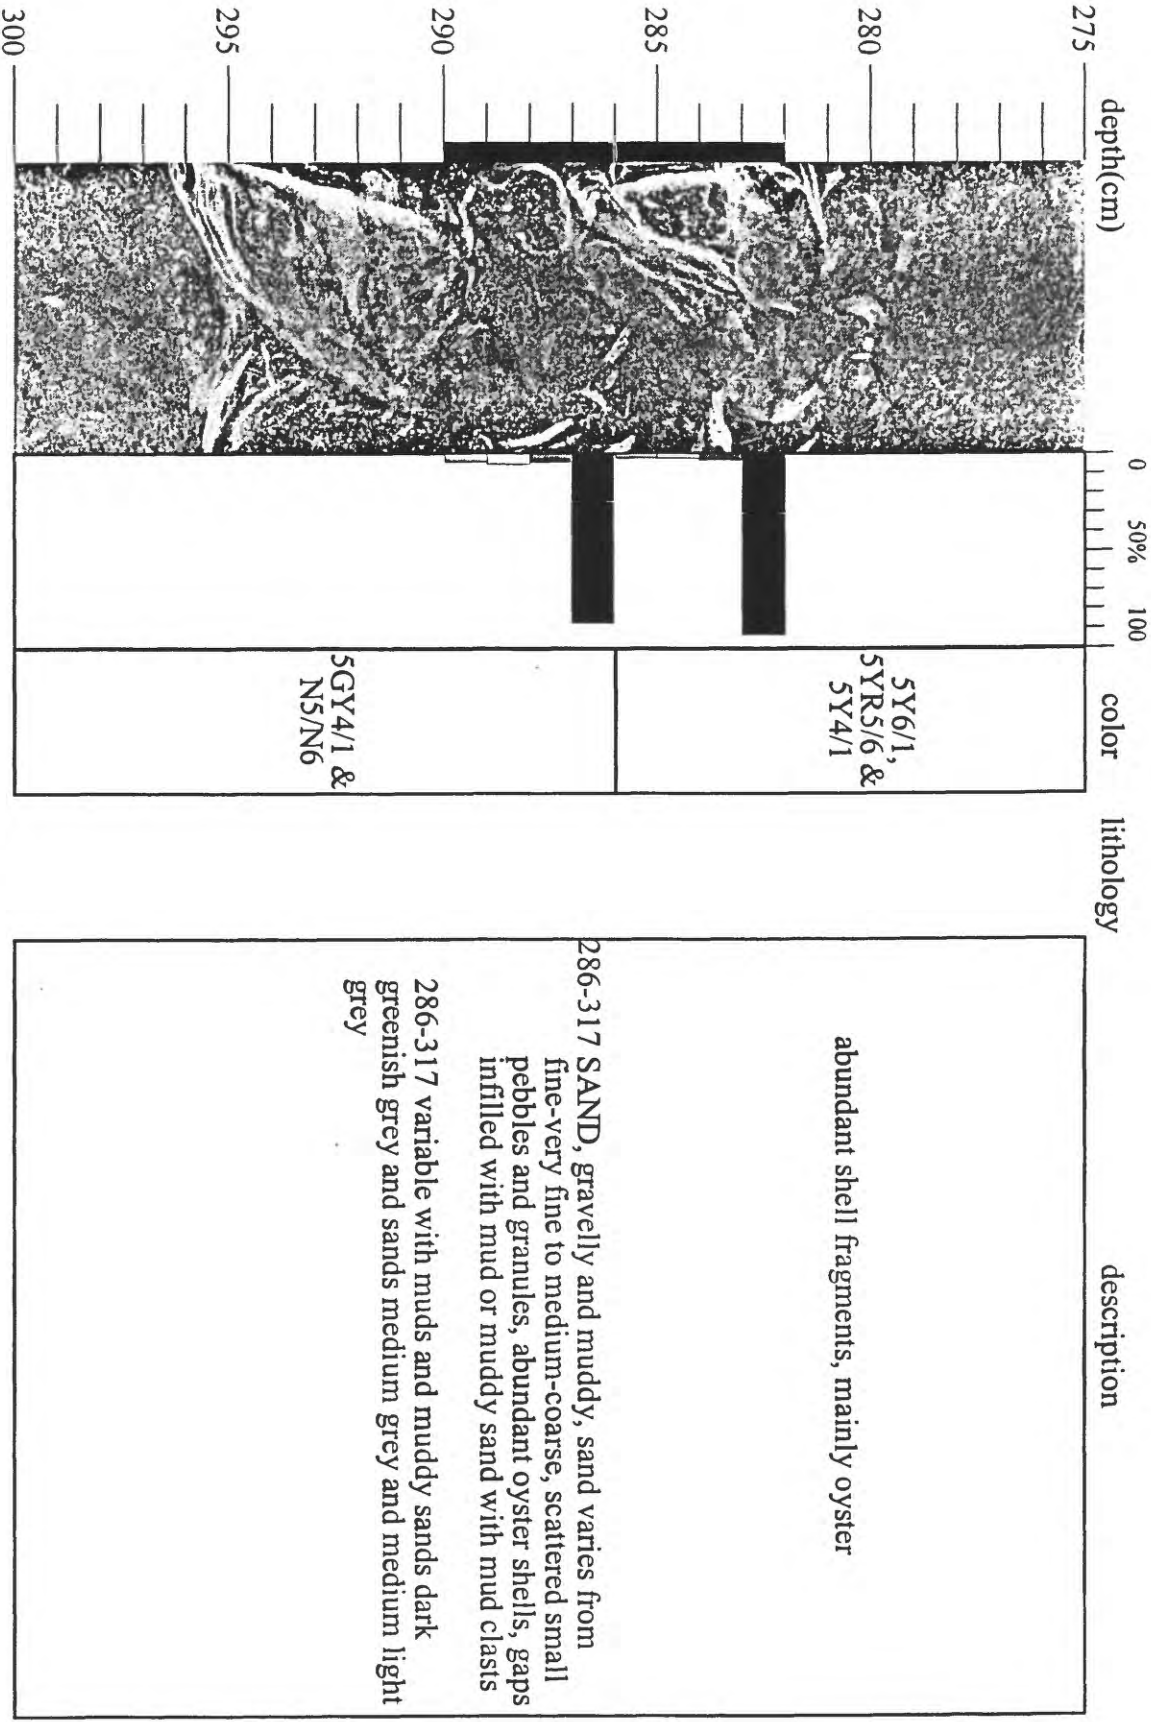 depth(cm)
0
50%
100
color
lithology
description
275
280
285
290
295
300
5Y6/1,
5YR5/6 &
5Y4/1
5GY4/1 &
N5/N6
abundant shell fragments, mainly oyster
286-317 SAND, gravelly and muddy, sand varies from
fine-very fine to medium-coarse, scattered small
pebbles and granules, abundant oyster shells, gaps
infilled with mud or muddy sand with mud clasts
286-317 variable with muds and muddy sands dark
greenish grey and sands medium grey and medium light
grey